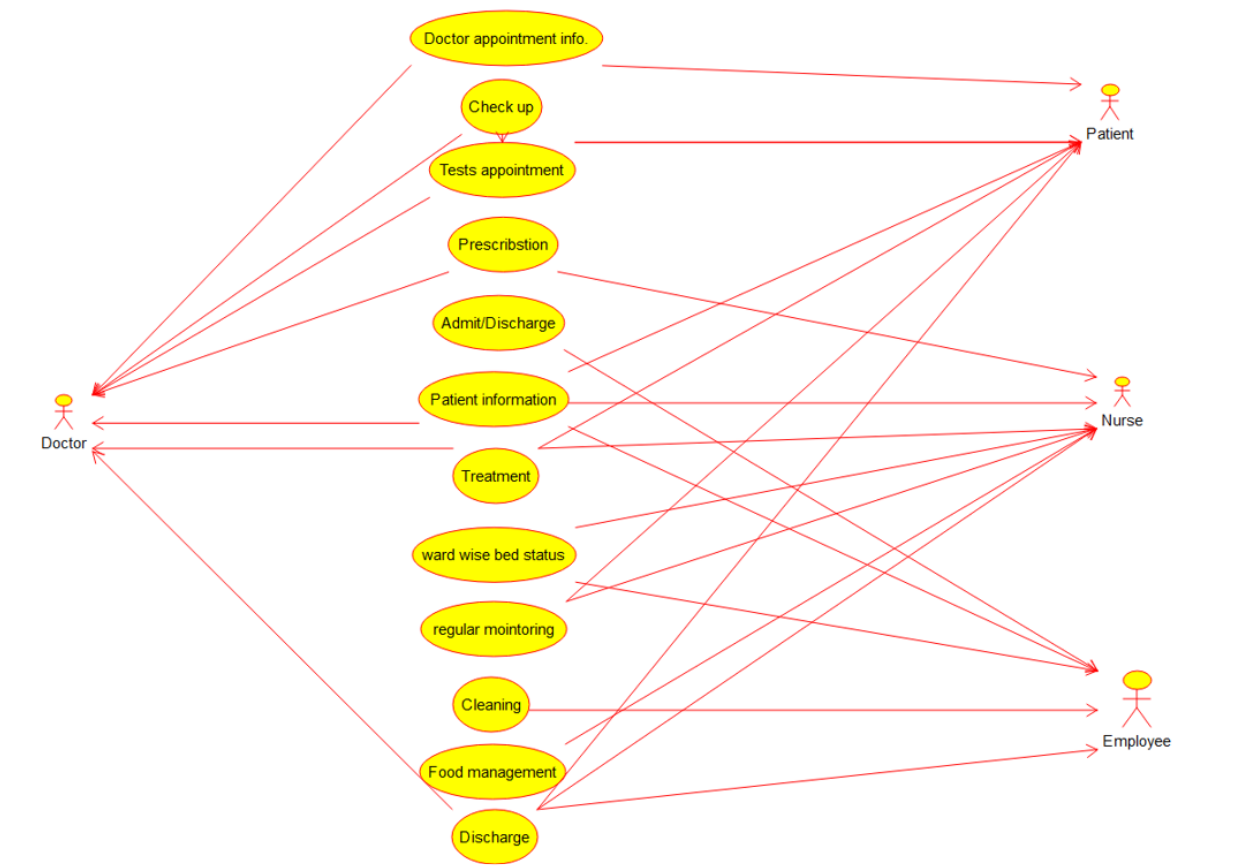 Doctor appointment info.
Check up
Patient
Tests appointment
Prescribstion
Admit/Discharge
Patient information
Nurse
Doctor
Treatment
ward wise bed status
regular mointoring
Cleaning
Employee
Food management
Discharge